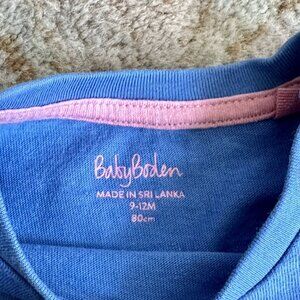 BabyBoden
MADE IN SRI LANKA
9-12M
80cm